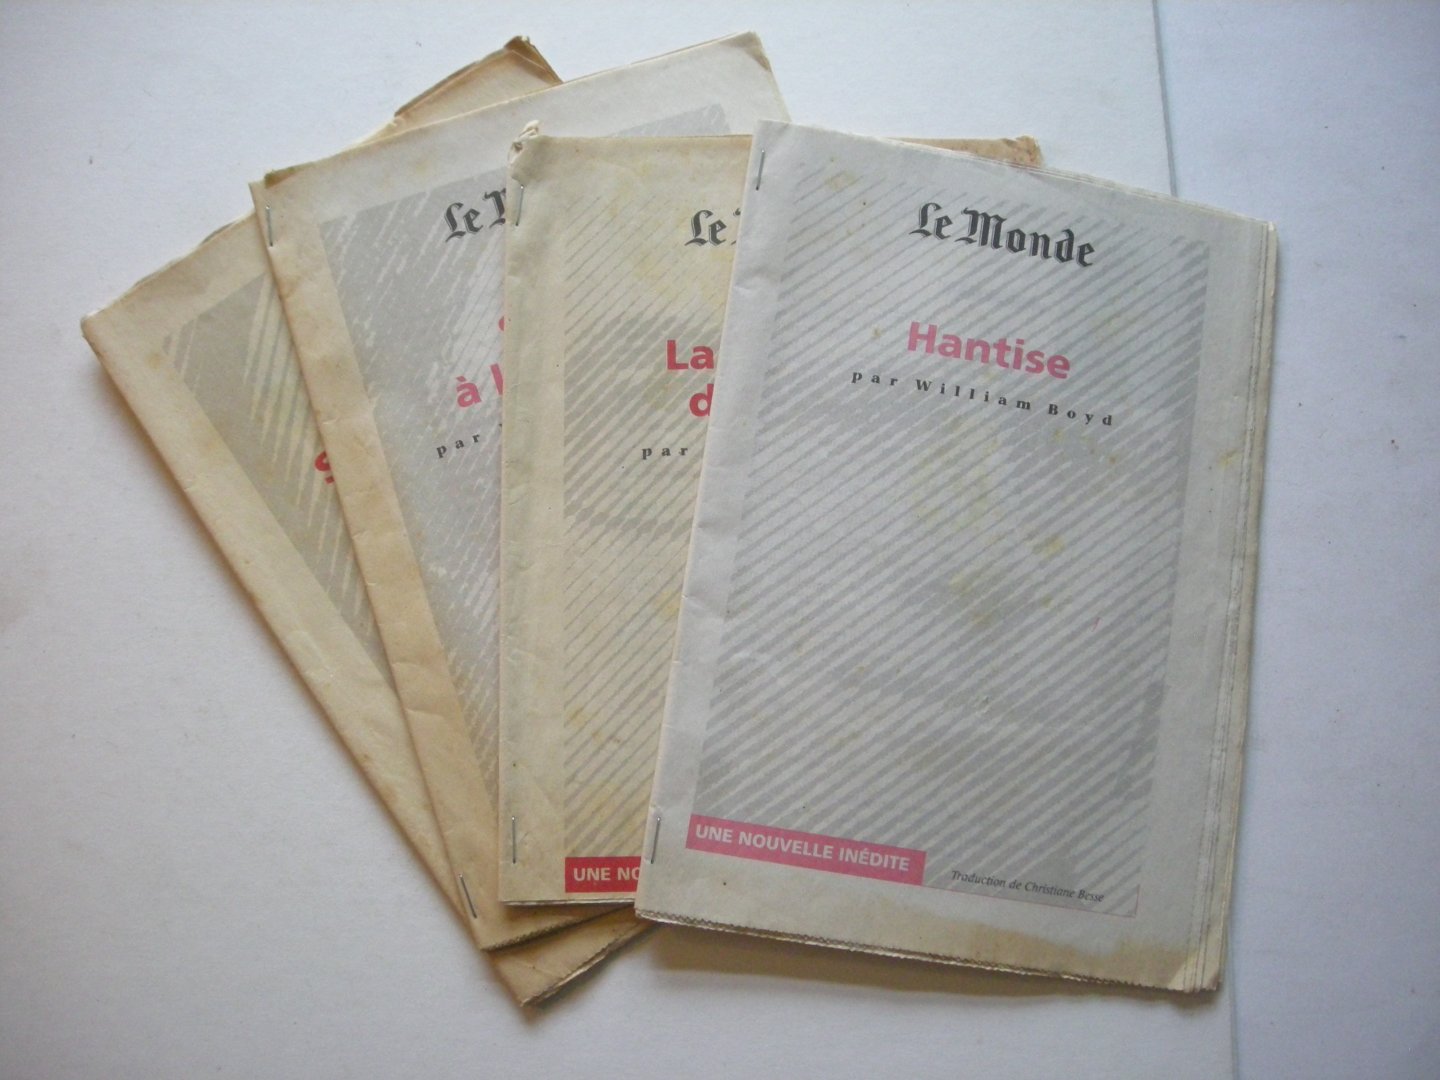 Le Monde
Hantise
par William Boyd
UNE NOUVELLE INÉDITE
Traduction de Christiane Besse
Le
La
par
UNE
Le
à
par